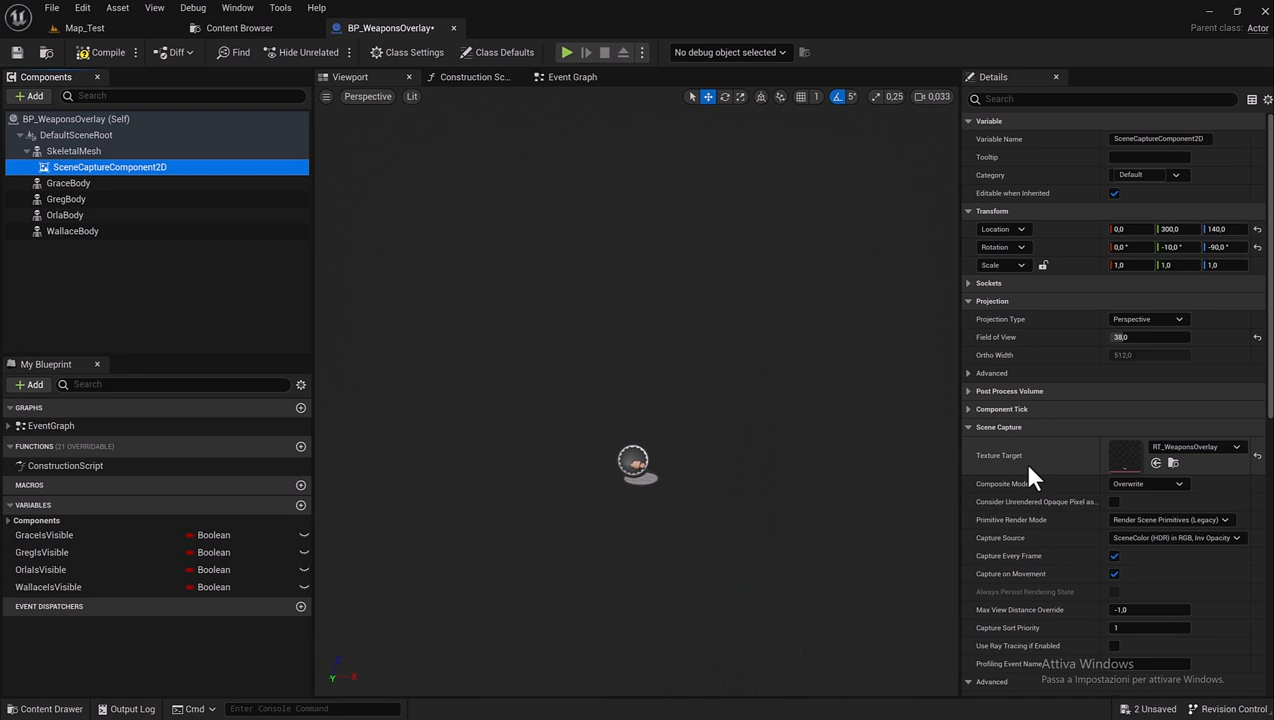 File Edit Asset View Debug Window Tools Help
Map_Test Content Browser BP_WeaponsOverlay•
Parent class: Actor
Compile Diff Find Hide Unrelated Class Settings Class Defaults No debug object selected
Components
Add Search
BP_WeaponsOverlay (Self)
DefaultSceneRoot
SkeletalMesh
SceneCaptureComponent2D
GraceBody
GregBody
OrlaBody
WallaceBody
My Blueprint
Add Search
GRAPHS
EventGraph
FUNCTIONS (21 OVERRIDABLE)
ConstructionScript
MACROS
VARIABLES
Components
GraceIsVisible Boolean
GregIsVisible Boolean
OrlaIsVisible Boolean
WallaceIsVisible Boolean
EVENT DISPATCHERS
Viewport Construction Sc... Event Graph
Perspective Lit 1 5° 0,25 0,033
Z
Y X
Details
Search
Variable
Variable Name SceneCaptureComponent2D
Tooltip
Category Default
Editable when Inherited
Transform
Location 0,0 300,0 140,0
Rotation 0,0 ° -10,0 ° -90,0 °
Scale 1,0 1,0 1,0
Sockets
Projection
Projection Type Perspective
Field of View 38,0
Ortho Width 512,0
Advanced
Post Process Volume
Component Tick
Scene Capture
Texture Target RT_WeaponsOverlay
Composite Mode Overwrite
Consider Unrendered Opaque Pixel as...
Primitive Render Mode Render Scene Primitives (Legacy)
Capture Source SceneColor (HDR) in RGB, Inv Opacity
Capture Every Frame
Capture on Movement
Always Persist Rendering State
Max View Distance Override -1,0
Capture Sort Priority 1
Use Ray Tracing if Enabled
Profiling Event Name
Advanced
Attiva Windows
Passa a Impostazioni per attivare Windows.
Content Drawer Output Log Cmd Enter Console Command 2 Unsaved Revision Control